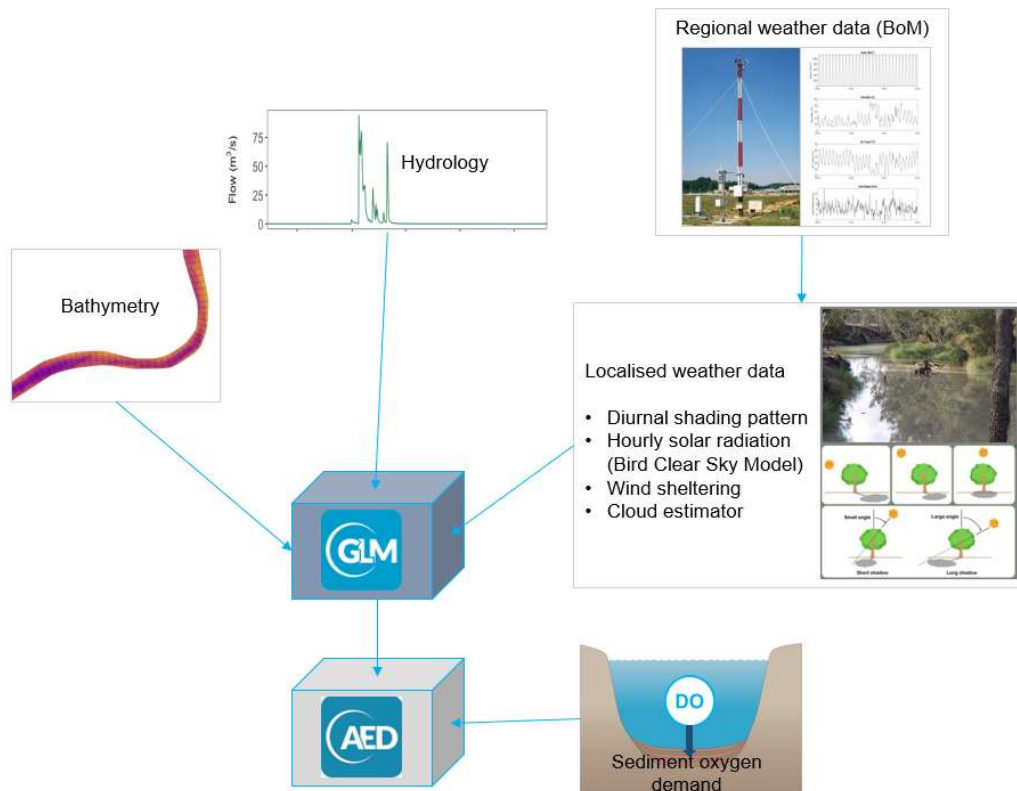 Regional weather data (BoM)
Flow (m³/s)
75
50
25
0
Hydrology
Bathymetry
Localised weather data
• Diurnal shading pattern
• Hourly solar radiation
(Bird Clear Sky Model)
• Wind sheltering
• Cloud estimator
Small angle
Large angle
Short shadow
Long shadow
GLM
AED
DO
Sediment oxygen
demand